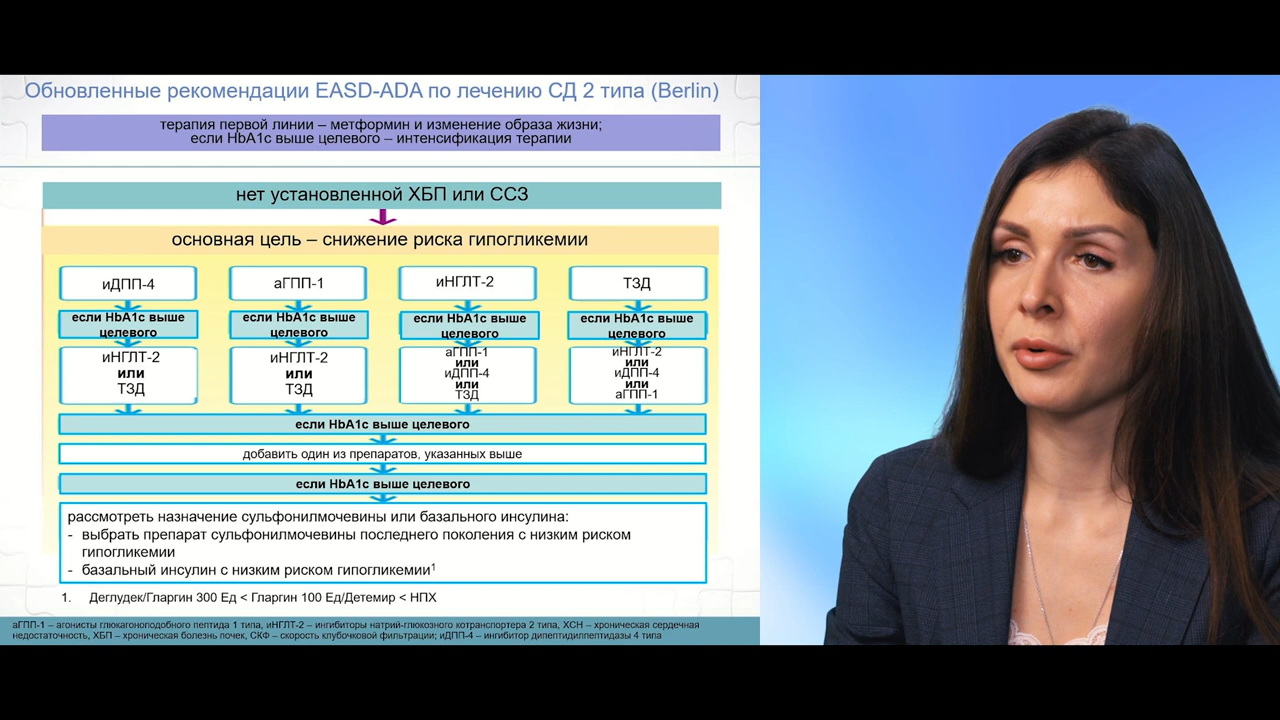 Обновленные рекомендации EASD-ADA по лечению СД 2 типа (Berlin)
терапия первой линии – метформин и изменение образа жизни;
если HbA1c выше целевого – интенсификация терапии
нет установленной ХБП или ССЗ
основная цель – снижение риска гипогликемии
иДПП-4
аГПП-1
иНГЛТ-2
ТЗД
если HbA1c выше
целевого
если HbA1c выше
целевого
если HbA1c выше
целевого
если HbA1c выше
целевого
иНГЛТ-2
или
ТЗД
иНГЛТ-2
или
ТЗД
аГПП-1
или
иДПП-4
или
ТЗД
иНГЛТ-2
или
иДПП-4
или
аГПП-1
если HbA1c выше целевого
добавить один из препаратов, указанных выше
если HbA1c выше целевого
рассмотреть назначение сульфонилмочевины или базального инсулина:
- выбрать препарат сульфонилмочевины последнего поколения с низким риском
гипогликемии
- базальный инсулин с низким риском гипогликемии¹
1. Деглудек/Гларгин 300 Ед < Гларгин 100 Ед/Детемир < НПХ
аГПП-1 – агонисты глюкагоноподобного пептида 1 типа, иНГЛТ-2 – ингибиторы натрий-глюкозного котранспортера 2 типа, ХСН – хроническая сердечная
недостаточность, ХБП – хроническая болезнь почек, СКФ – скорость клубочковой фильтрации; иДПП-4 – ингибитор дипептидилпептидазы 4 типа